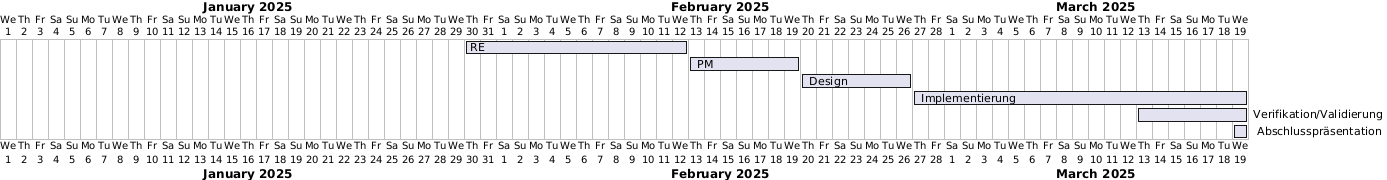 January 2025 February 2025 March 2025
We Th Fr Sa Su Mo Tu We Th Fr Sa Su Mo Tu We Th Fr Sa Su Mo Tu We Th Fr Sa Su Mo Tu We Th Fr Sa Su Mo Tu We Th Fr Sa Su Mo Tu We Th Fr Sa Su Mo Tu We Th Fr Sa Su Mo Tu We Th Fr Sa Su Mo Tu We Th Fr Sa Su Mo Tu We Th Fr Sa Su Mo Tu We
1 2 3 4 5 6 7 8 9 10 11 12 13 14 15 16 17 18 19 20 21 22 23 24 25 26 27 28 29 30 31 1 2 3 4 5 6 7 8 9 10 11 12 13 14 15 16 17 18 19 20 21 22 23 24 25 26 27 28 1 2 3 4 5 6 7 8 9 10 11 12 13 14 15 16 17 18 19
RE
PM
Design
Implementierung
Verifikation/Validierung
Abschlusspräsentation
We Th Fr Sa Su Mo Tu We Th Fr Sa Su Mo Tu We Th Fr Sa Su Mo Tu We Th Fr Sa Su Mo Tu We Th Fr Sa Su Mo Tu We Th Fr Sa Su Mo Tu We Th Fr Sa Su Mo Tu We Th Fr Sa Su Mo Tu We Th Fr Sa Su Mo Tu We Th Fr Sa Su Mo Tu We Th Fr Sa Su Mo Tu We
1 2 3 4 5 6 7 8 9 10 11 12 13 14 15 16 17 18 19 20 21 22 23 24 25 26 27 28 29 30 31 1 2 3 4 5 6 7 8 9 10 11 12 13 14 15 16 17 18 19 20 21 22 23 24 25 26 27 28 1 2 3 4 5 6 7 8 9 10 11 12 13 14 15 16 17 18 19
January 2025 February 2025 March 2025